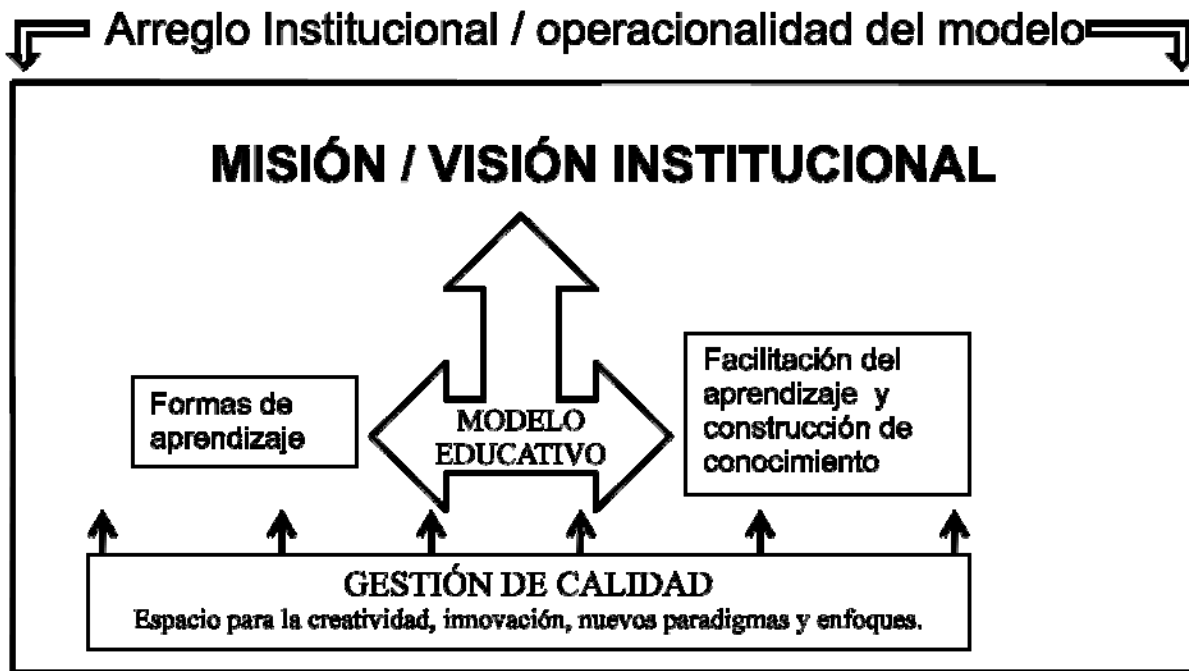 Arreglo Institucional / operacionalidad del modelo
MISIÓN / VISIÓN INSTITUCIONAL
Formas de
aprendizaje
MODELO
EDUCATIVO
Facilitación del
aprendizaje y
construcción de
conocimiento
GESTIÓN DE CALIDAD
Espacio para la creatividad, innovación, nuevos paradigmas y enfoques.